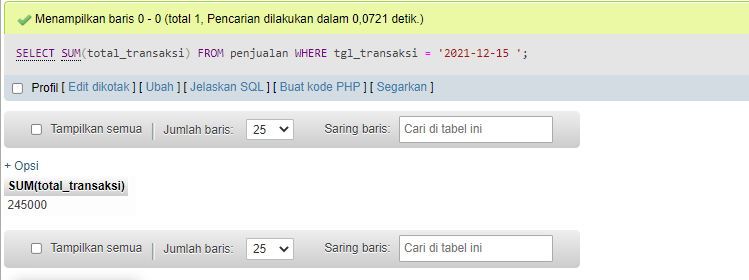 Menampilkan baris 0 - 0 (total 1, Pencarian dilakukan dalam 0,0721 detik.)
SELECT SUM(total_transaksi) FROM penjualan WHERE tgl_transaksi = '2021-12-15 ';
Profil [ Edit dikotak ] [ Ubah ] [ Jelaskan SQL ] [ Buat kode PHP ] [ Segarkan ]
Tampilkan semua | Jumlah baris: 25 Saring baris: Cari di tabel ini
+ Opsi
SUM(total_transaksi)
245000
Tampilkan semua | Jumlah baris: 25 Saring baris: Cari di tabel ini